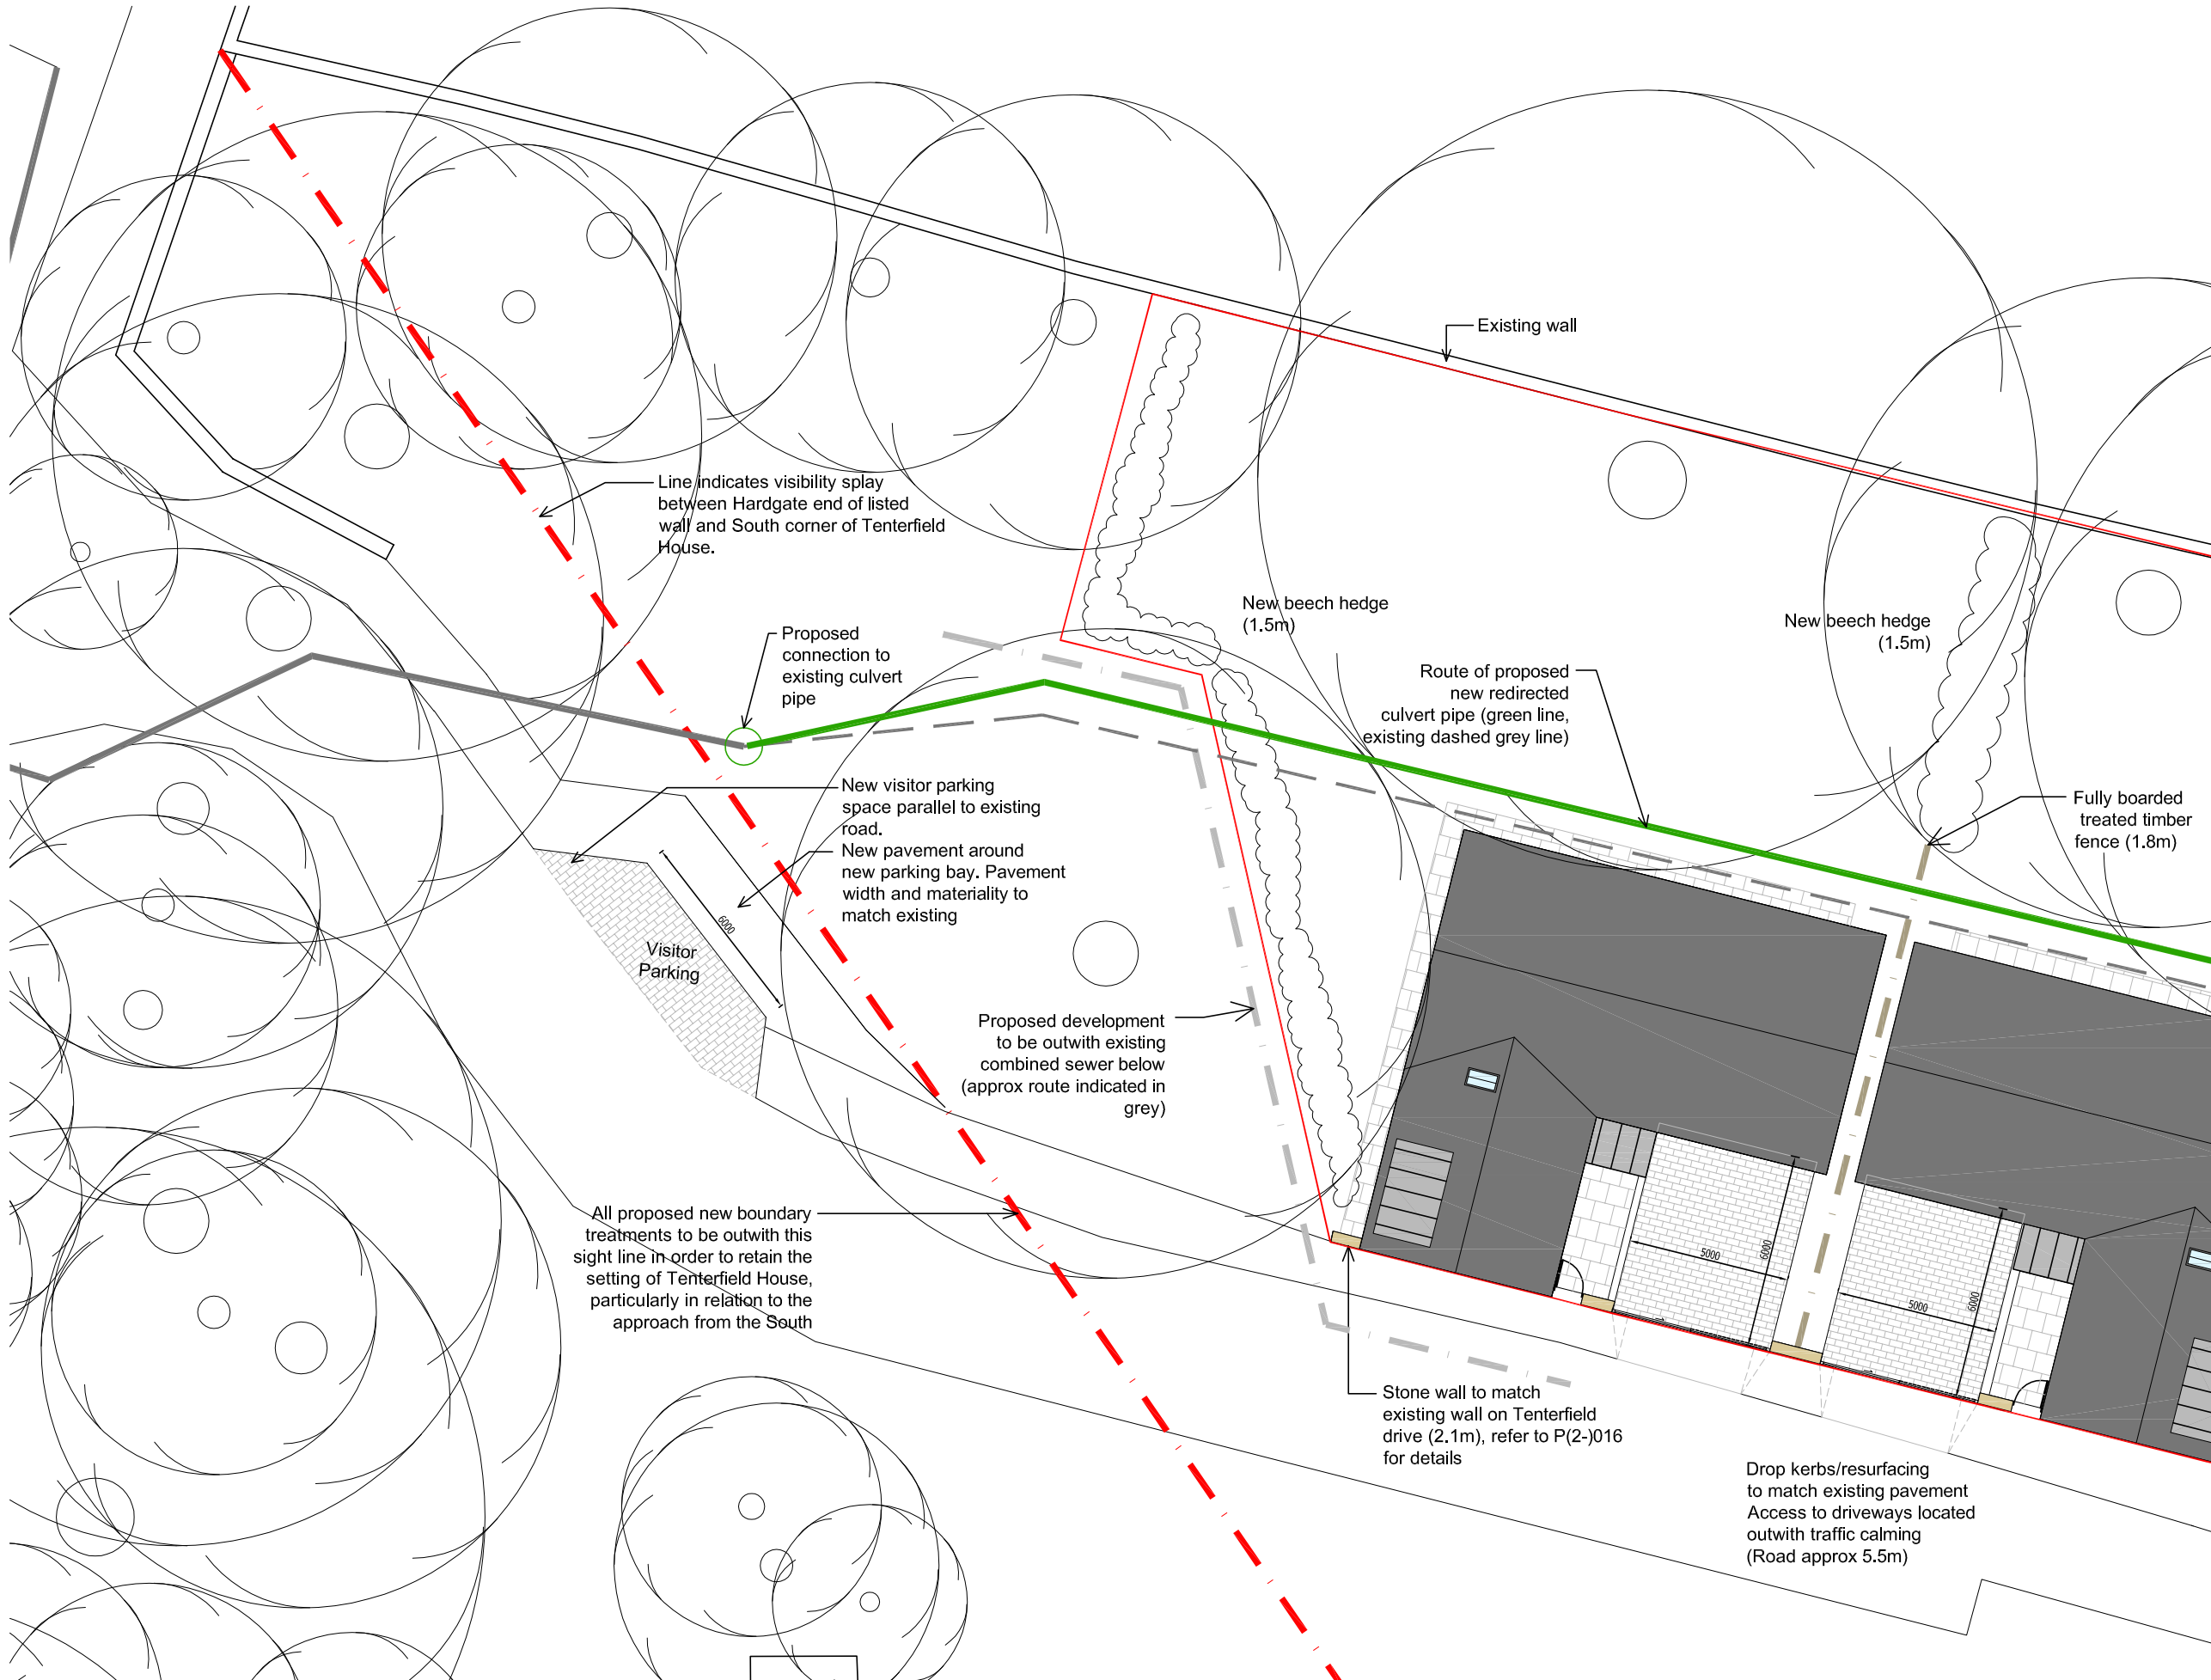 Existing wall
Line indicates visibility splay
between Hardgate end of listed
wall and South corner of Tenterfield
House.
New beech hedge
(1.5m)
New beech hedge
(1.5m)
Proposed
connection to
existing culvert
pipe
Route of proposed
new redirected
culvert pipe (green line,
existing dashed grey line)
New visitor parking
space parallel to existing
road.
New pavement around
new parking bay. Pavement
width and materiality to
match existing
Fully boarded
treated timber
fence (1.8m)
6000
Visitor
Parking
Proposed development
to be outwith existing
combined sewer below
(approx route indicated in
grey)
All proposed new boundary
treatments to be outwith this
sight line in order to retain the
setting of Tenterfield House,
particularly in relation to the
approach from the South
5000
6000
5000
6000
Stone wall to match
existing wall on Tenterfield
drive (2.1m), refer to P(2-)016
for details
Drop kerbs/resurfacing
to match existing pavement
Access to driveways located
outwith traffic calming
(Road approx 5.5m)